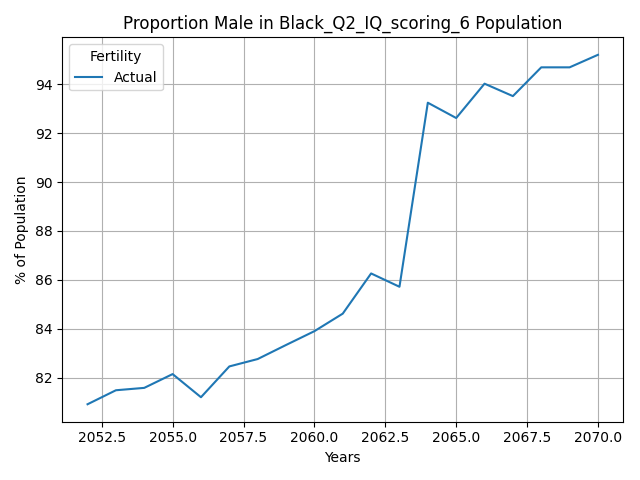 Proportion Male in Black_Q2_IQ_scoring_6 Population
Fertility
Actual
94
92
90
88
86
84
82
% of Population
2052.5 2055.0 2057.5 2060.0 2062.5 2065.0 2067.5 2070.0
Years